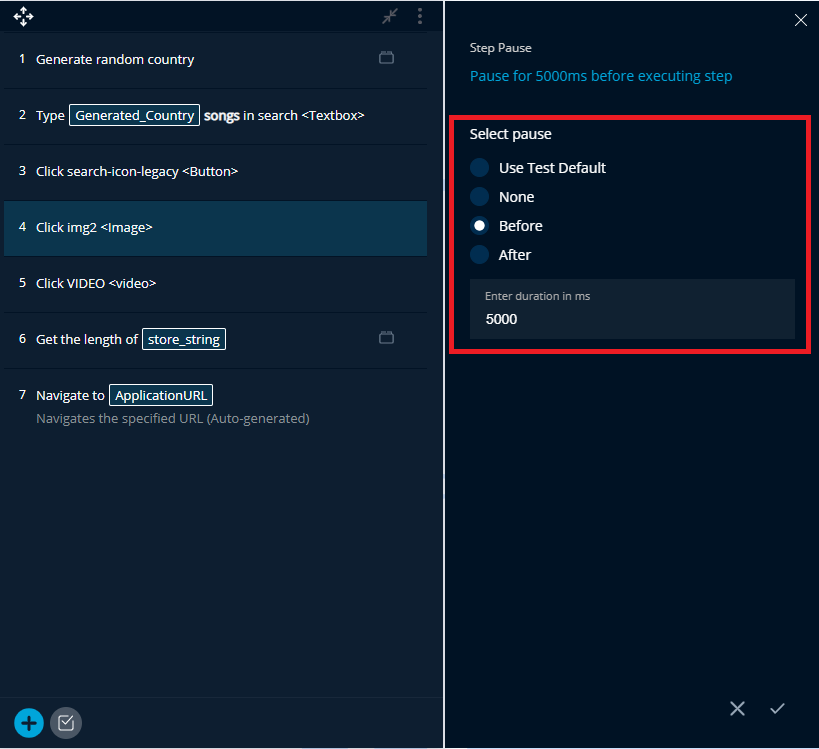 1 Generate random country
2 Type Generated_Country songs in search <Textbox>
3 Click search-icon-legacy <Button>
4 Click img2 <Image>
5 Click VIDEO <video>
6 Get the length of store_string
7 Navigate to ApplicationURL
Navigates the specified URL (Auto-generated)
Step Pause
Pause for 5000ms before executing step
Select pause
Use Test Default
None
Before
After
Enter duration in ms
5000